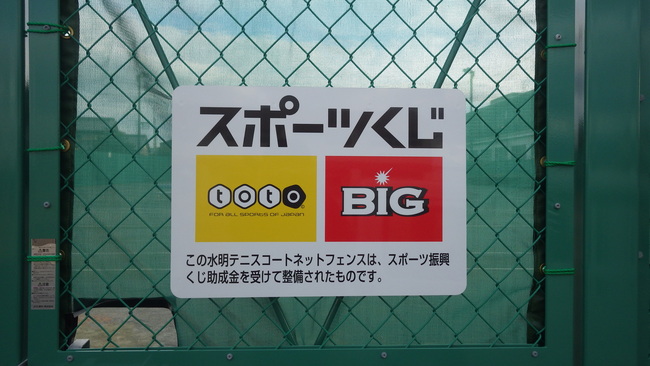 スポーツくじ
toto
FOR ALL SPORTS OF JAPAN
BIG
この水明テニスコートネットフェンスは、スポーツ振興
くじ助成金を受けて整備されたものです。